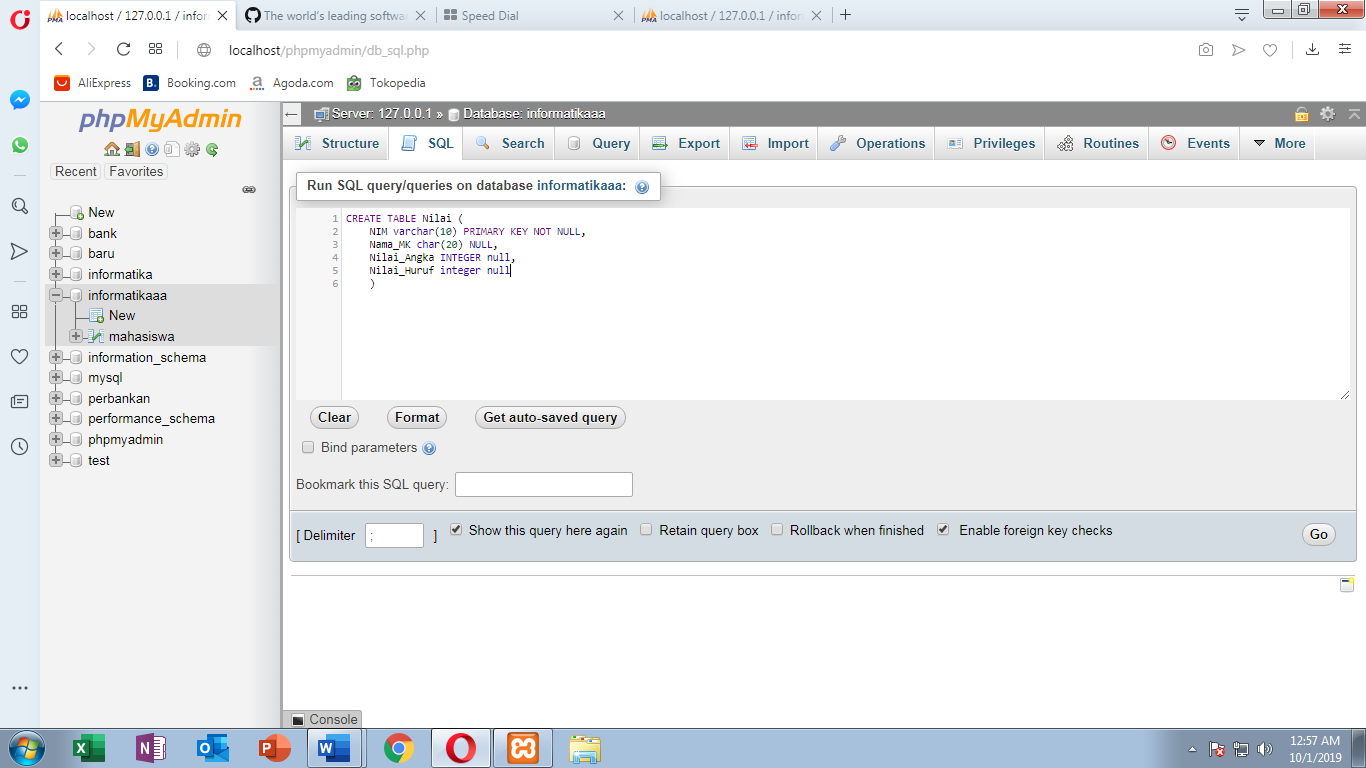 localhost / 127.0.0.1 / infor
The world's leading softwa
Speed Dial
localhost / 127.0.0.1 / infor
localhost/phpmyadmin/db_sql.php
AliExpress
Booking.com
Agoda.com
Tokopedia
phpMyAdmin
Recent
Favorites
New
bank
baru
informatika
informatikaaa
New
mahasiswa
information_schema
mysql
perbankan
performance_schema
phpmyadmin
test
Server: 127.0.0.1 » Database: informatikaaa
Structure
SQL
Search
Query
Export
Import
Operations
Privileges
Routines
Events
More
Run SQL query/queries on database informatikaaa:
1 CREATE TABLE Nilai (
2 NIM varchar(10) PRIMARY KEY NOT NULL,
3 Nama_MK char(20) NULL,
4 Nilai_Angka INTEGER null,
5 Nilai_Huruf integer null
6 )
Clear
Format
Get auto-saved query
Bind parameters
Bookmark this SQL query:
[ Delimiter ; ]
Show this query here again
Retain query box
Rollback when finished
Enable foreign key checks
Go
Console
12:57 AM
10/1/2019